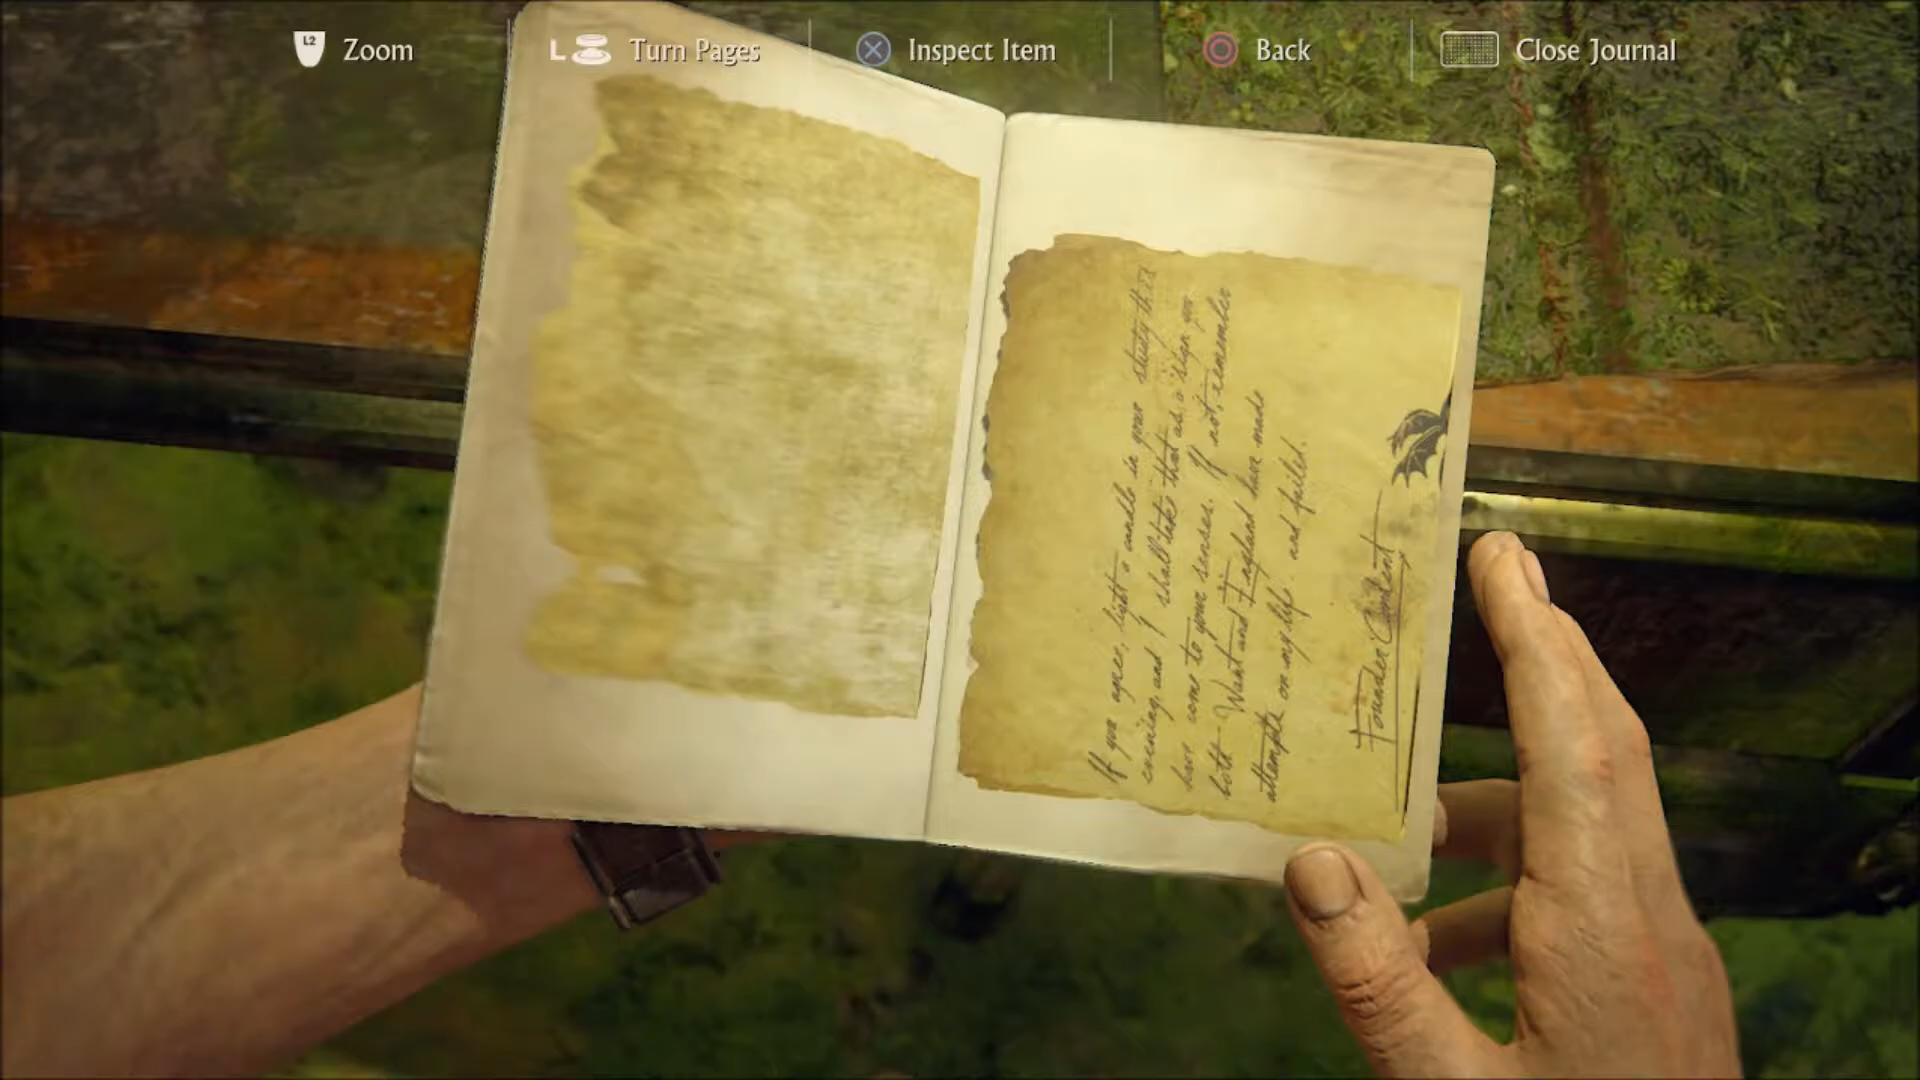 L2 Zoom
L Turn Pages
Inspect Item
Back
Close Journal
If you agree, light a candle in your study this
evening, and I shall take that as a sign you
have come to your senses. If not, remember
both Want and England have made
attempts on my life. and failed.
Founder